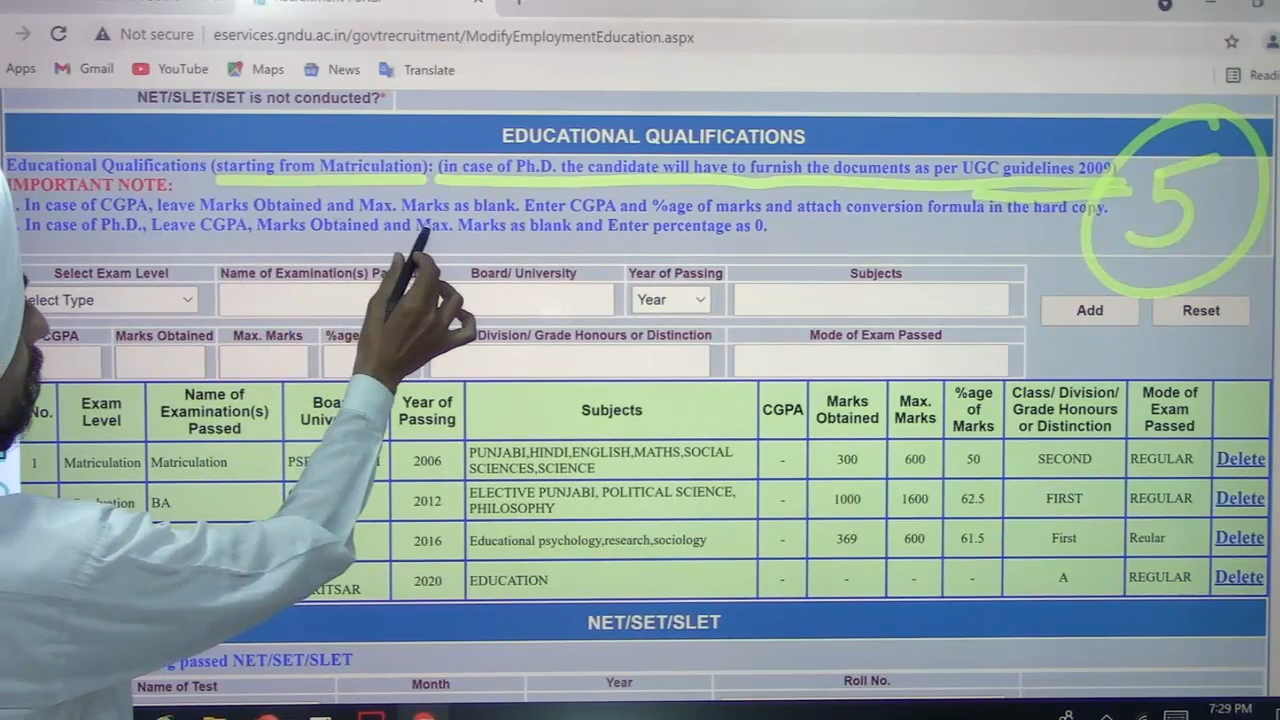 Not secure eservices.gndu.ac.in/govtrecruitment/ModifyEmploymentEducation.aspx
Apps Gmail YouTube Maps News Translate
NET/SLET/SET is not conducted?*
EDUCATIONAL QUALIFICATIONS
Educational Qualifications (starting from Matriculation): (in case of Ph.D. the candidate will have to furnish the documents as per UGC guidelines 2009)
5
IMPORTANT NOTE:
. In case of CGPA, leave Marks Obtained and Max. Marks as blank. Enter CGPA and %age of marks and attach conversion formula in the hard copy.
. In case of Ph.D., Leave CGPA, Marks Obtained and Max. Marks as blank and Enter percentage as 0.
Select Exam Level Name of Examination(s) Board/ University Year of Passing Subjects
Type Year Add Reset
CGPA Marks Obtained Max. Marks %age Division/ Grade Honours or Distinction Mode of Exam Passed
No. Exam Level Name of Examination(s) Passed Year of Passing Subjects CGPA Marks Obtained Max. Marks %age of Marks Class/ Division/ Grade Honours or Distinction Mode of Exam Passed
1 Matriculation Matriculation 2006 PUNJABI,HINDI,ENGLISH,MATHS,SOCIAL SCIENCES,SCIENCE - 300 600 50 SECOND REGULAR Delete
BA 2012 ELECTIVE PUNJABI, POLITICAL SCIENCE, PHILOSOPHY - 1000 1600 62.5 FIRST REGULAR Delete
2016 Educational psychology,research,sociology - 369 600 61.5 First Reular Delete
2020 EDUCATION - - - - A REGULAR Delete
NET/SET/SLET
passed NET/SET/SLET
Name of Test Month Year Roll No.
7:29 PM